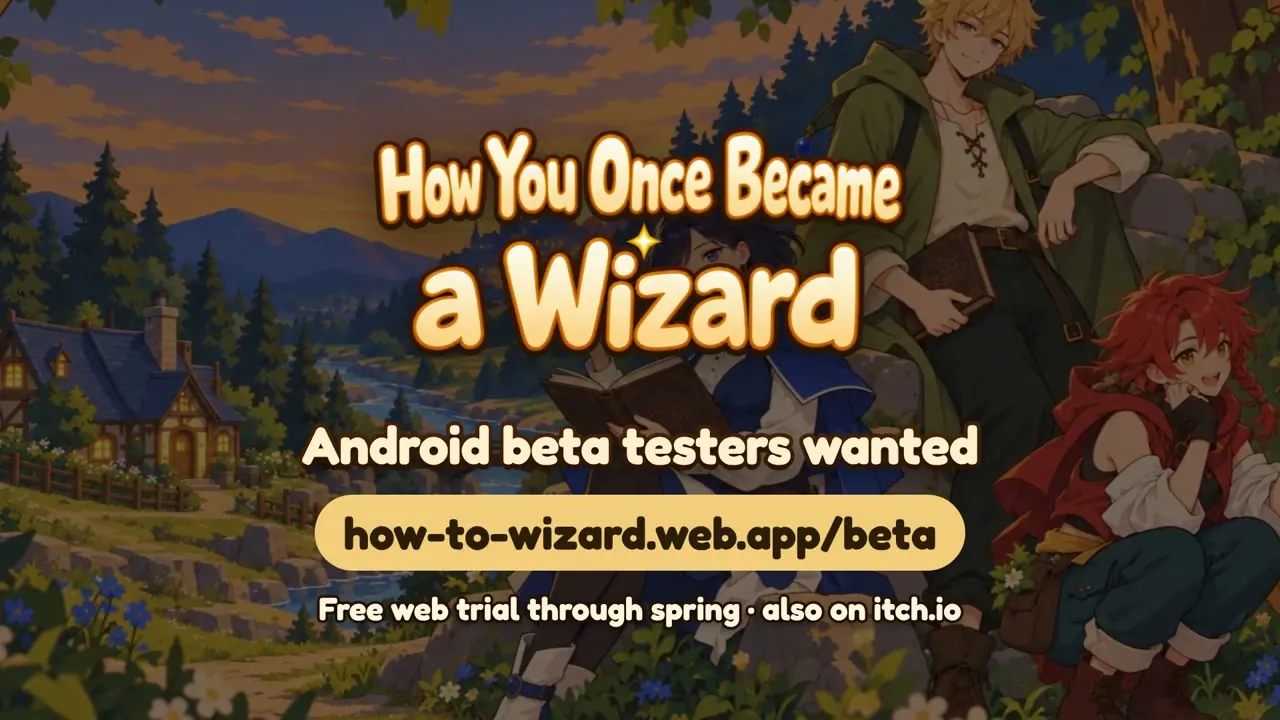 How You Once Became
a Wizard
Android beta testers wanted
how-to-wizard.web.app/beta
Free web trial through spring · also on itch.io